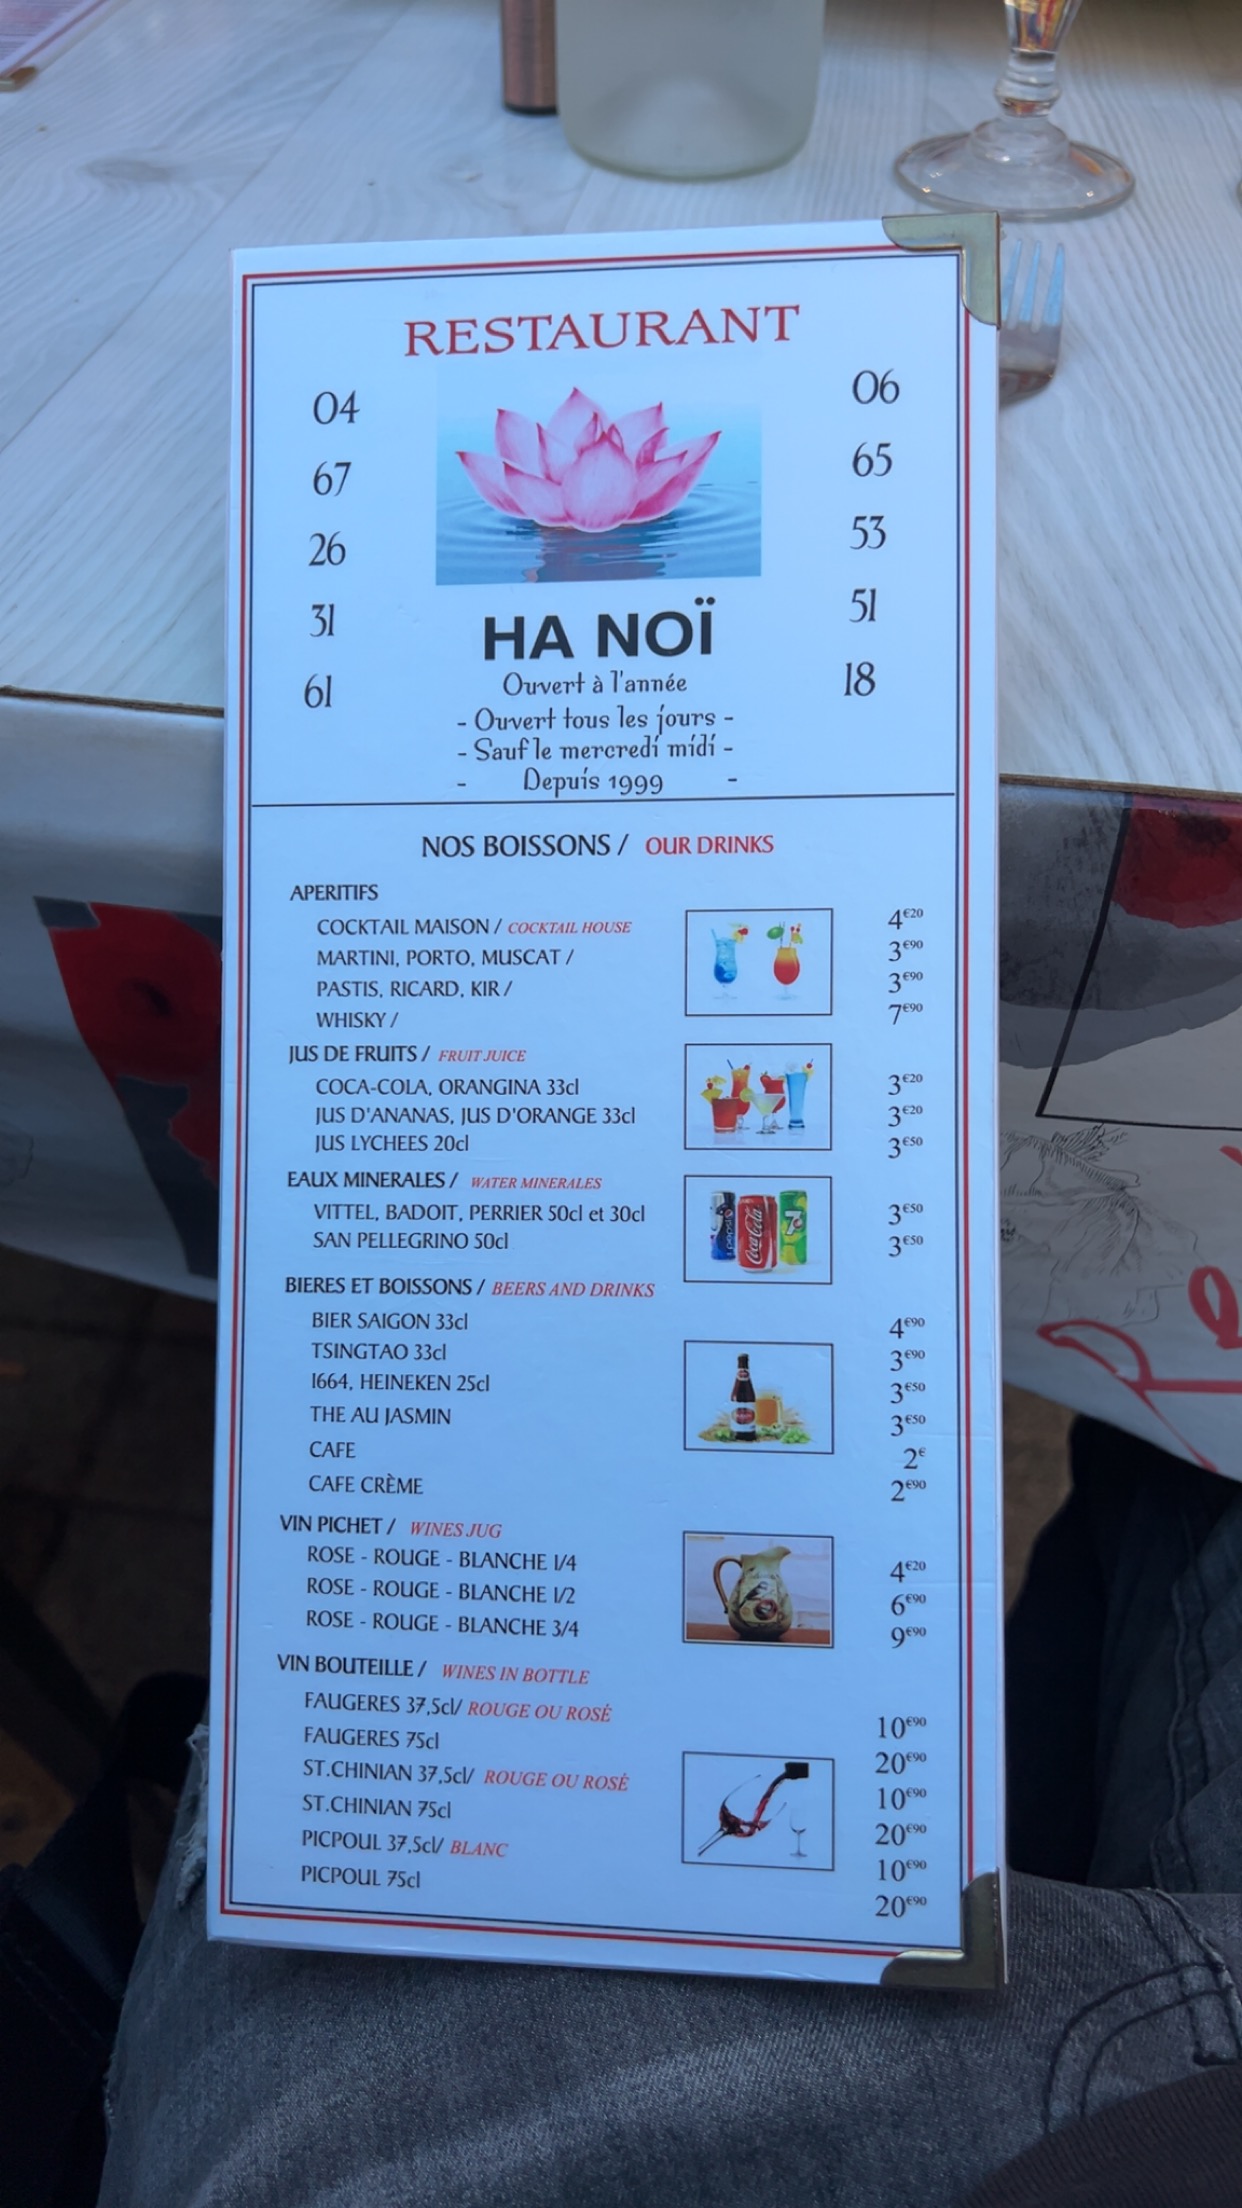 RESTAURANT
04
67
26
31
61
06
65
53
51
18
HA NOÏ
Ouvert à l'année
- Ouvert tous les jours -
- Sauf le mercredi midi -
- Depuis 1999 -
NOS BOISSONS / OUR DRINKS
APERITIFS
COCKTAIL MAISON / COCKTAIL HOUSE 4€20
MARTINI, PORTO, MUSCAT / 3€90
PASTIS, RICARD, KIR / 3€90
WHISKY / 7€90
JUS DE FRUITS / FRUIT JUICE
COCA-COLA, ORANGINA 33cl 3€20
JUS D'ANANAS, JUS D'ORANGE 33cl 3€20
JUS LYCHEES 20cl 3€50
EAUX MINERALES / WATER MINERALES
VITTEL, BADOIT, PERRIER 50cl et 30cl 3€50
SAN PELLEGRINO 50cl 3€50
pepsi
Coca-Cola
7
BIERES ET BOISSONS / BEERS AND DRINKS
BIER SAIGON 33cl 4€90
TSINGTAO 33cl 3€90
1664, HEINEKEN 25cl 3€50
THE AU JASMIN 3€50
CAFE 2€
CAFE CRÈME 2€90
VIN PICHET / WINES JUG
ROSE - ROUGE - BLANCHE 1/4 4€20
ROSE - ROUGE - BLANCHE 1/2 6€90
ROSE - ROUGE - BLANCHE 3/4 9€90
VIN BOUTEILLE / WINES IN BOTTLE
FAUGERES 37,5cl/ ROUGE OU ROSÉ 10€90
FAUGERES 75cl 20€90
ST.CHINIAN 37,5cl/ ROUGE OU ROSÉ 10€90
ST.CHINIAN 75cl 20€90
PICPOUL 37,5cl/ BLANC 10€90
PICPOUL 75cl 20€90